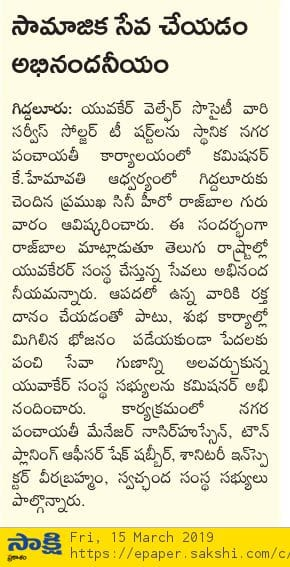 సామాజిక సేవ చేయడం
అభినందనీయం
గిద్దలూరు: యువకేర్ వెల్ఫేర్ సొసైటీ వారి
సర్వీస్ సోల్జర్ టీ షర్ట్‌లను స్థానిక నగర
పంచాయతీ కార్యాలయంలో కమిషనర్
కే.హేమావతి ఆధ్వర్యంలో గిద్దలూరుకు
చెందిన ప్రముఖ సినీ హీరో రాజ్‌బాల గురు
వారం ఆవిష్కరించారు. ఈ సందర్భంగా
రాజ్‌బాల మాట్లాడుతూ తెలుగు రాష్ట్రాల్లో
యువకేరర్ సంస్థ చేస్తున్న సేవలు అభినంద
నీయమన్నారు. ఆపదలో ఉన్న వారికి రక్త
దానం చేయడంతో పాటు, శుభ కార్యాల్లో
మిగిలిన భోజనం పడేయకుండా పేదలకు
పంచి సేవా గుణాన్ని అలవర్చుకున్న
యువాకేర్ సంస్థ సభ్యులను కమిషనర్ అభి
నందించారు. కార్యక్రమంలో నగర
పంచాయతీ మేనేజర్ నాసిర్‌హుస్సేన్, టౌన్
ప్లానింగ్ ఆఫీసర్ షేక్ షబ్బీర్, శానిటరీ ఇన్‌స్పె
క్టర్ వీరబ్రహ్మం, స్వచ్ఛంద సంస్థ సభ్యులు
పాల్గొన్నారు.
సాక్షి Fri, 15 March 2019
ప్రకాశం https://epaper.sakshi.com/c/